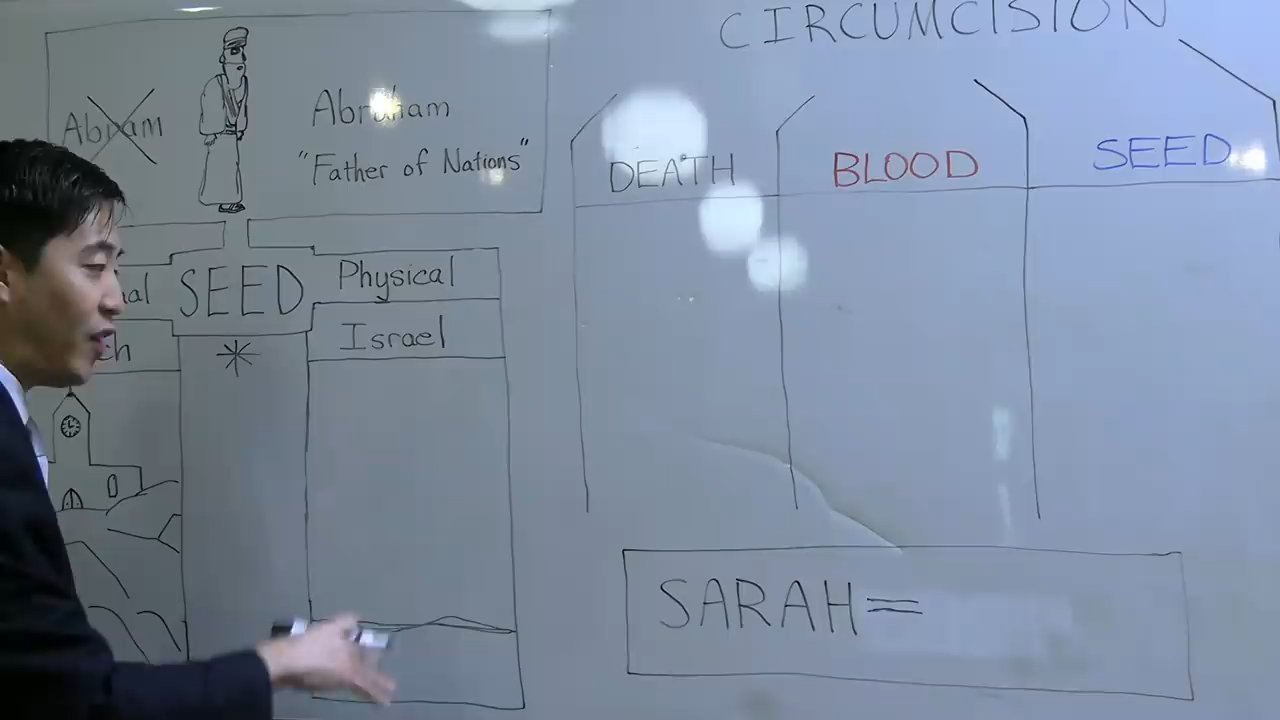 CIRCUMCISION
Abram
Abraham
"Father of Nations"
DEATH
BLOOD
SEED
SEED
Physical
Israel
SARAH=